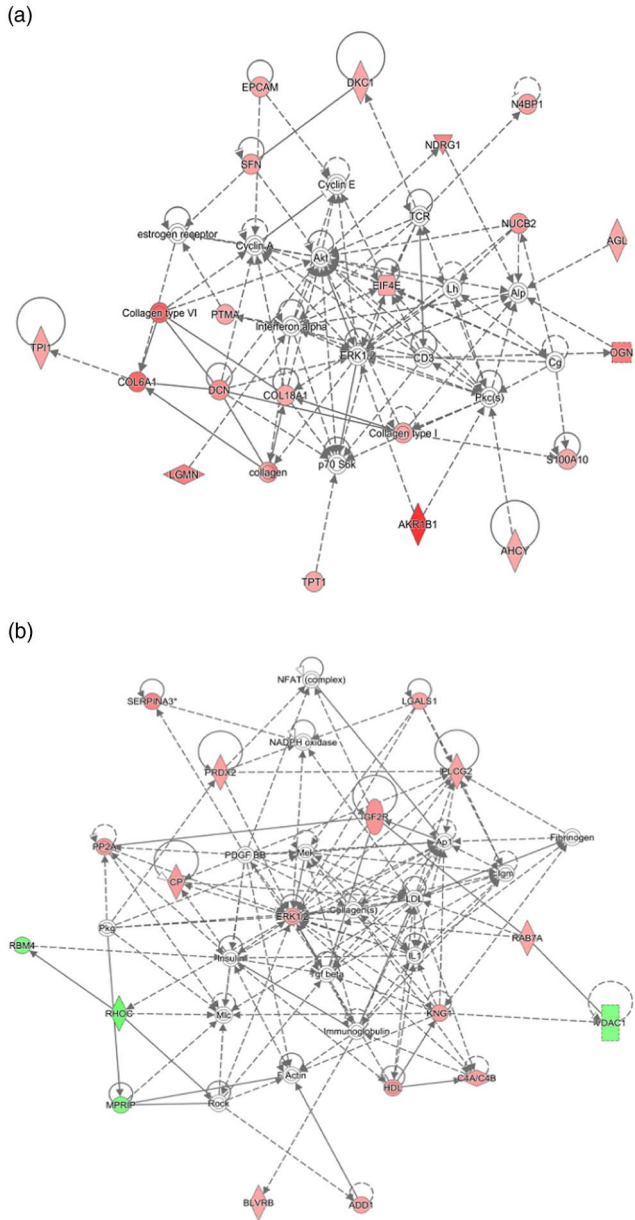 (a)
EPCAM
DKC1
N4BP1
NDRG1
SFN
Cyclin E
TCR
NUCB2
estrogen receptor
Cyclin A
AGL
Akt
EIF4E
Lh
Alp
Collagen type VI
PTMA
Interferon alpha
TPI1
ERK1/2
CD3
Cg
OGN
COL6A1
DCN
COL18A1
Pkc(s)
Collagen type I
LGMN
collagen
p70 S6k
S100A10
AKR1B1
AHCY
TPT1
(b)
NFAT (complex)
SERPINA3*
LGALS1
NADPH oxidase
PRDX2
PLCG2
IGF2R
PP2A
PDGF BB
Mek
Ap1
Fibrinogen
CP
Igm
LDL
ERK1/2
Collagen(s)
Pkg
RAB7A
RBM4
Insulin
IL1
Tgf beta
RHOC
Mlc
Immunoglobulin
KNG1
VDAC1
F Actin
HDL
C4A/C4B
MPRIP
Rock
BLVRB
ADD1